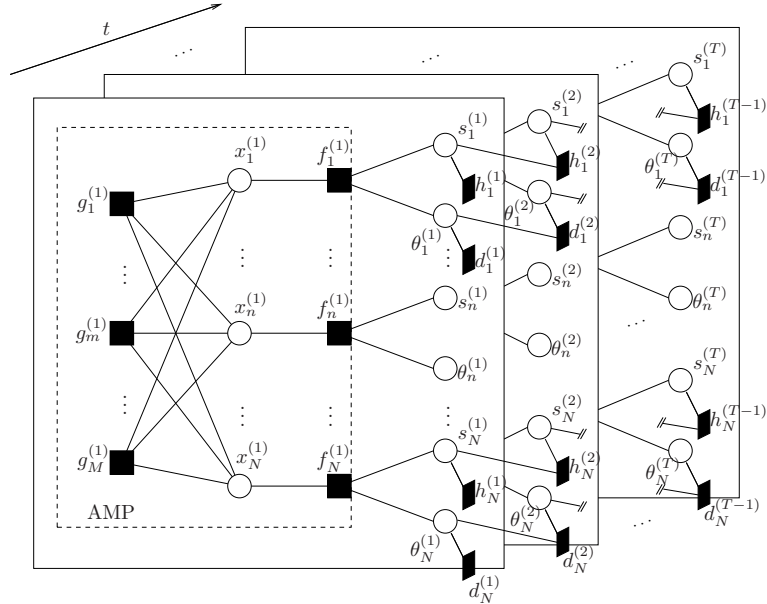 t
...
...
...
x_1^{(1)}
f_1^{(1)}
s_1^{(1)}
s_1^{(2)}
s_1^{(T)}
g_1^{(1)}
h_1^{(1)}
h_1^{(2)}
h_1^{(T-1)}
θ_1^{(1)}
θ_1^{(2)}
θ_1^{(T)}
d_1^{(1)}
d_1^{(2)}
d_1^{(T-1)}
⋮
⋮
⋮
x_n^{(1)}
f_n^{(1)}
s_n^{(1)}
s_n^{(2)}
s_n^{(T)}
g_m^{(1)}
θ_n^{(1)}
θ_n^{(2)}
θ_n^{(T)}
...
⋮
⋮
⋮
⋮
x_N^{(1)}
f_N^{(1)}
s_N^{(1)}
s_N^{(2)}
s_N^{(T)}
g_M^{(1)}
h_N^{(1)}
h_N^{(2)}
h_N^{(T-1)}
AMP
θ_N^{(1)}
θ_N^{(2)}
θ_N^{(T)}
d_N^{(1)}
d_N^{(2)}
d_N^{(T-1)}
...